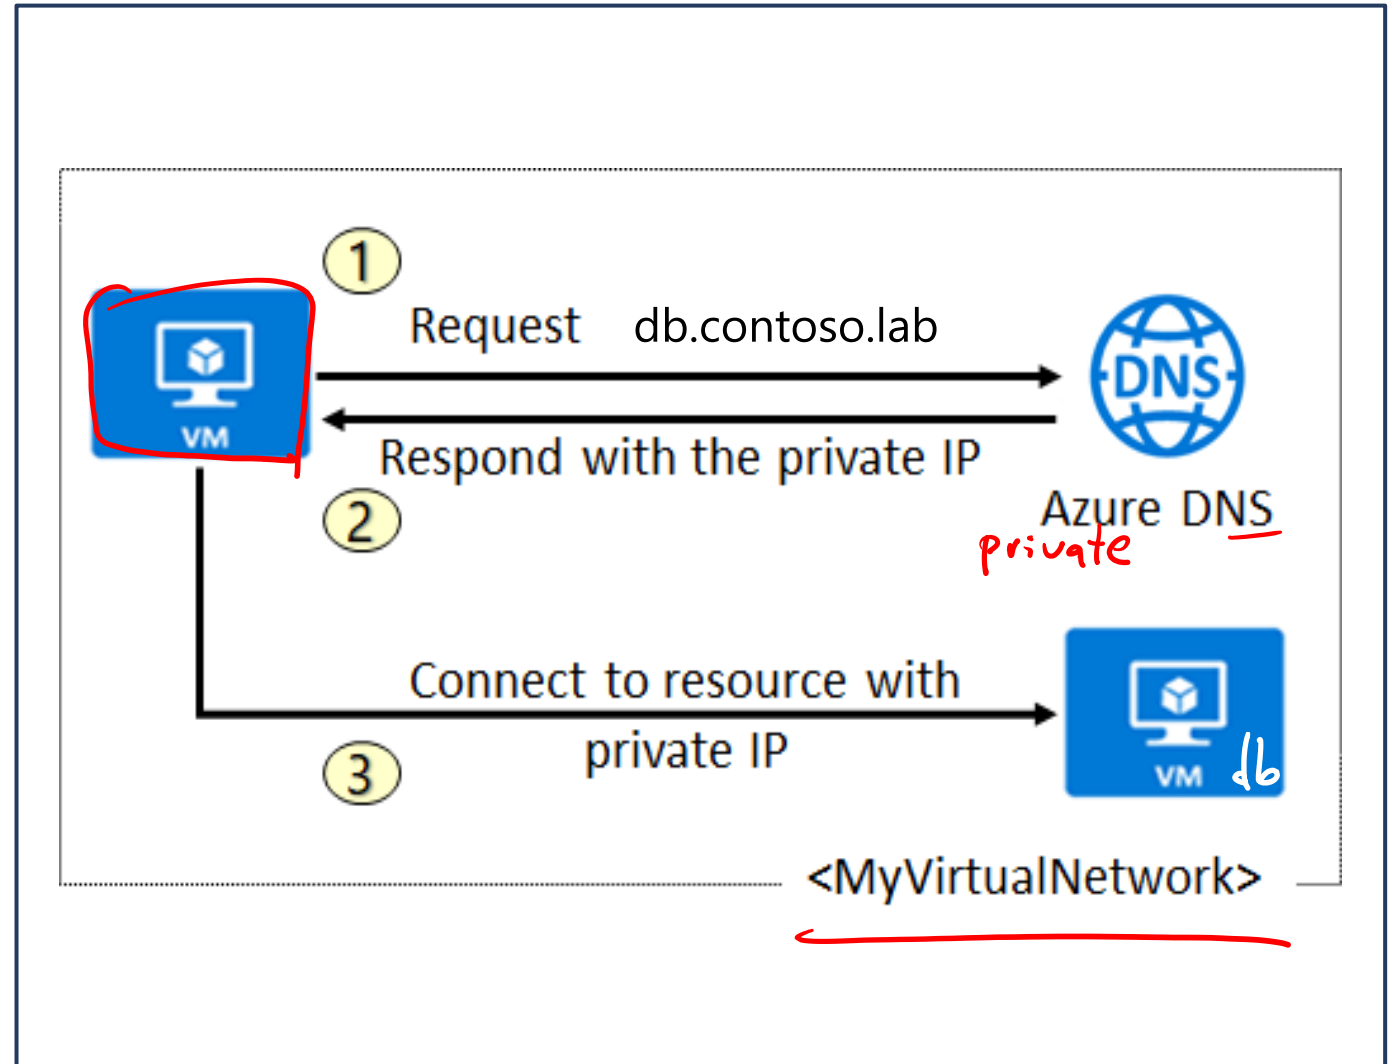 1
Request db.contoso.lab
VM
DNS
Respond with the private IP
2
Azure DNS
private
Connect to resource with
private IP
3
VM db
<MyVirtualNetwork>